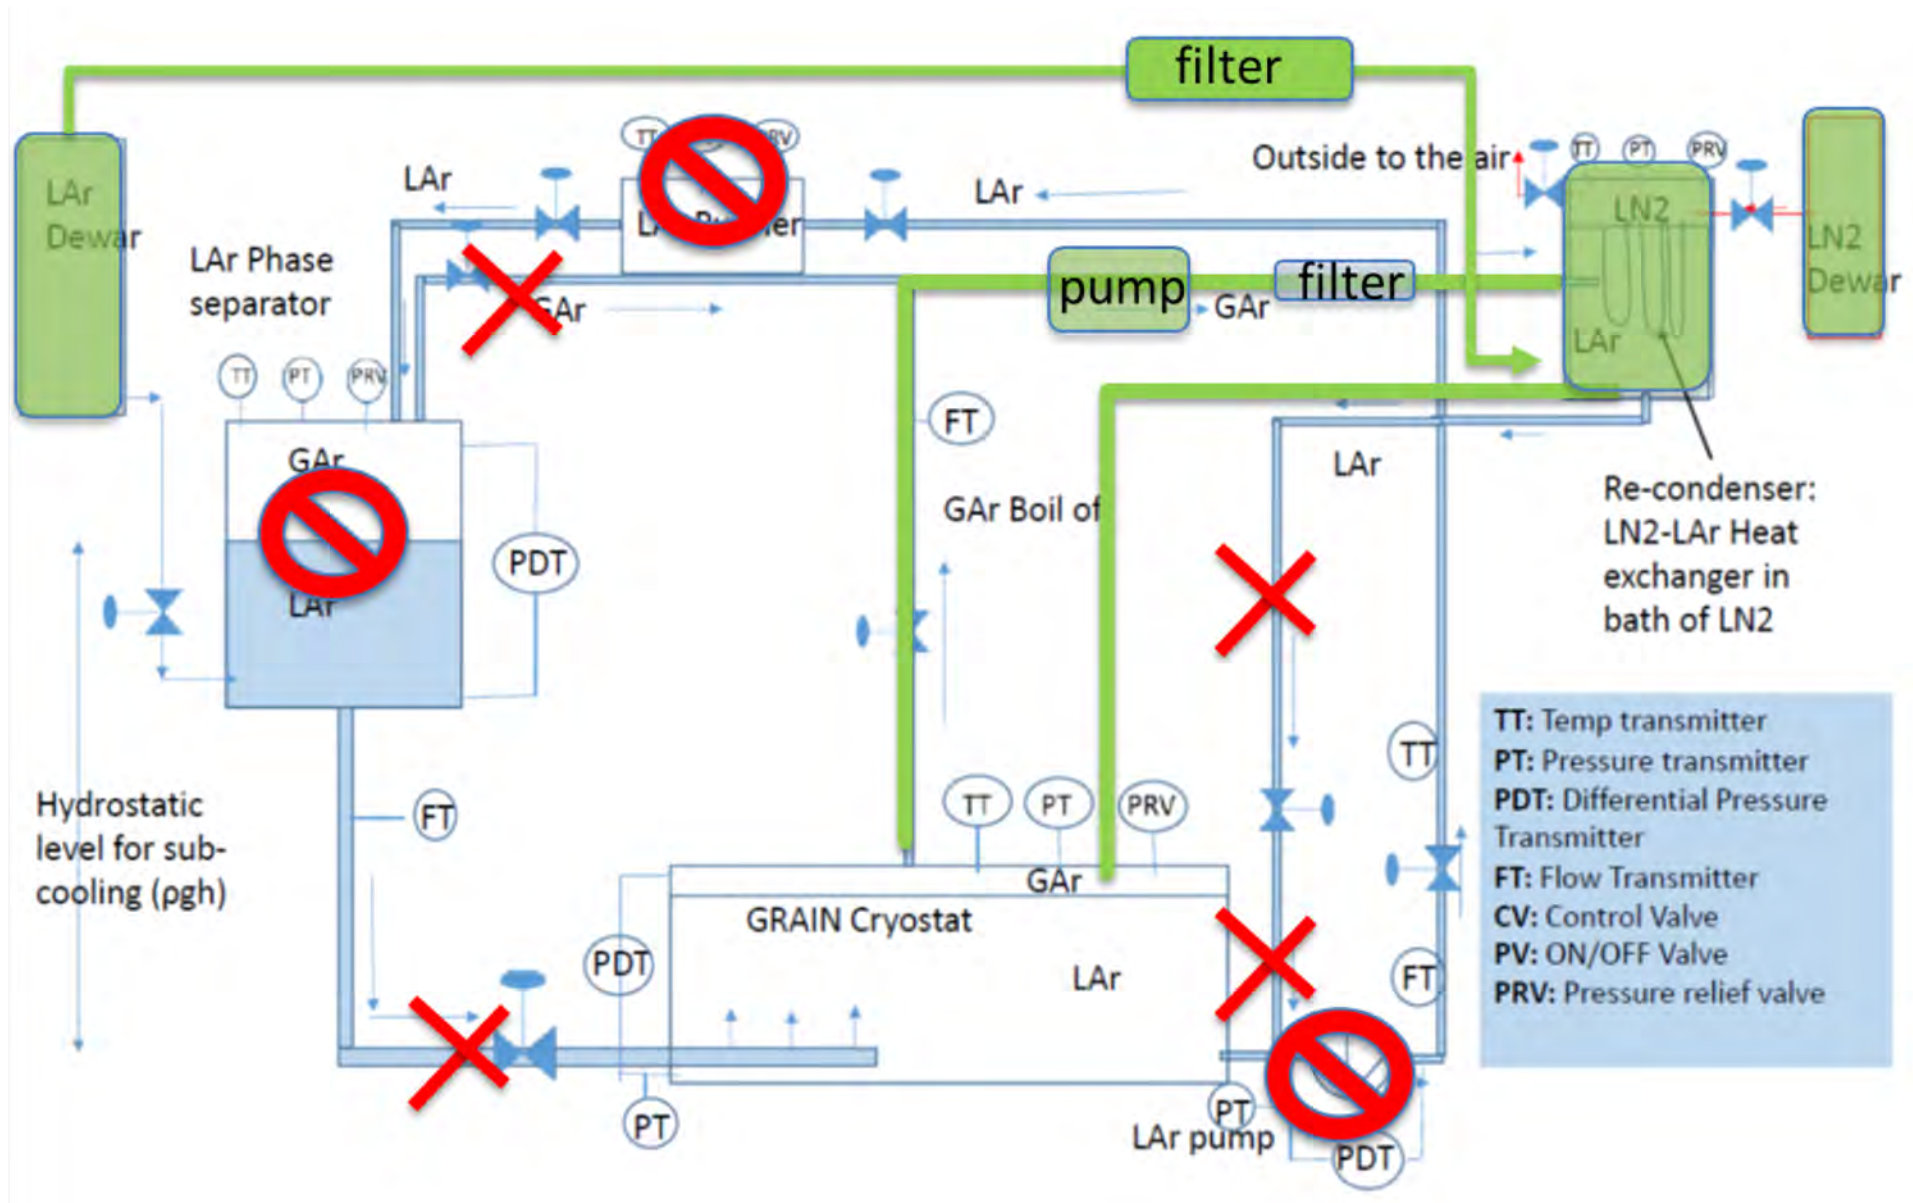 filter
TT
RV
Outside to the air
TT
PT
PRV
LAr
Dewar
LAr
LAr
LN2
LN2
Dewar
LAr Phase
separator
pump
filter
GAr
GAr
LAr
TT
PT
PRV
FT
GAr
LAr
GAr Boil of
Re-condenser:
LN2-LAr Heat
exchanger in
bath of LN2
PDT
LAr
TT: Temp transmitter
PT: Pressure transmitter
PDT: Differential Pressure
Transmitter
FT: Flow Transmitter
CV: Control Valve
PV: ON/OFF Valve
PRV: Pressure relief valve
TT
Hydrostatic
level for sub-
cooling (ρgh)
FT
TT
PT
PRV
GAr
GRAIN Cryostat
PDT
LAr
FT
PT
PT
LAr pump
PDT